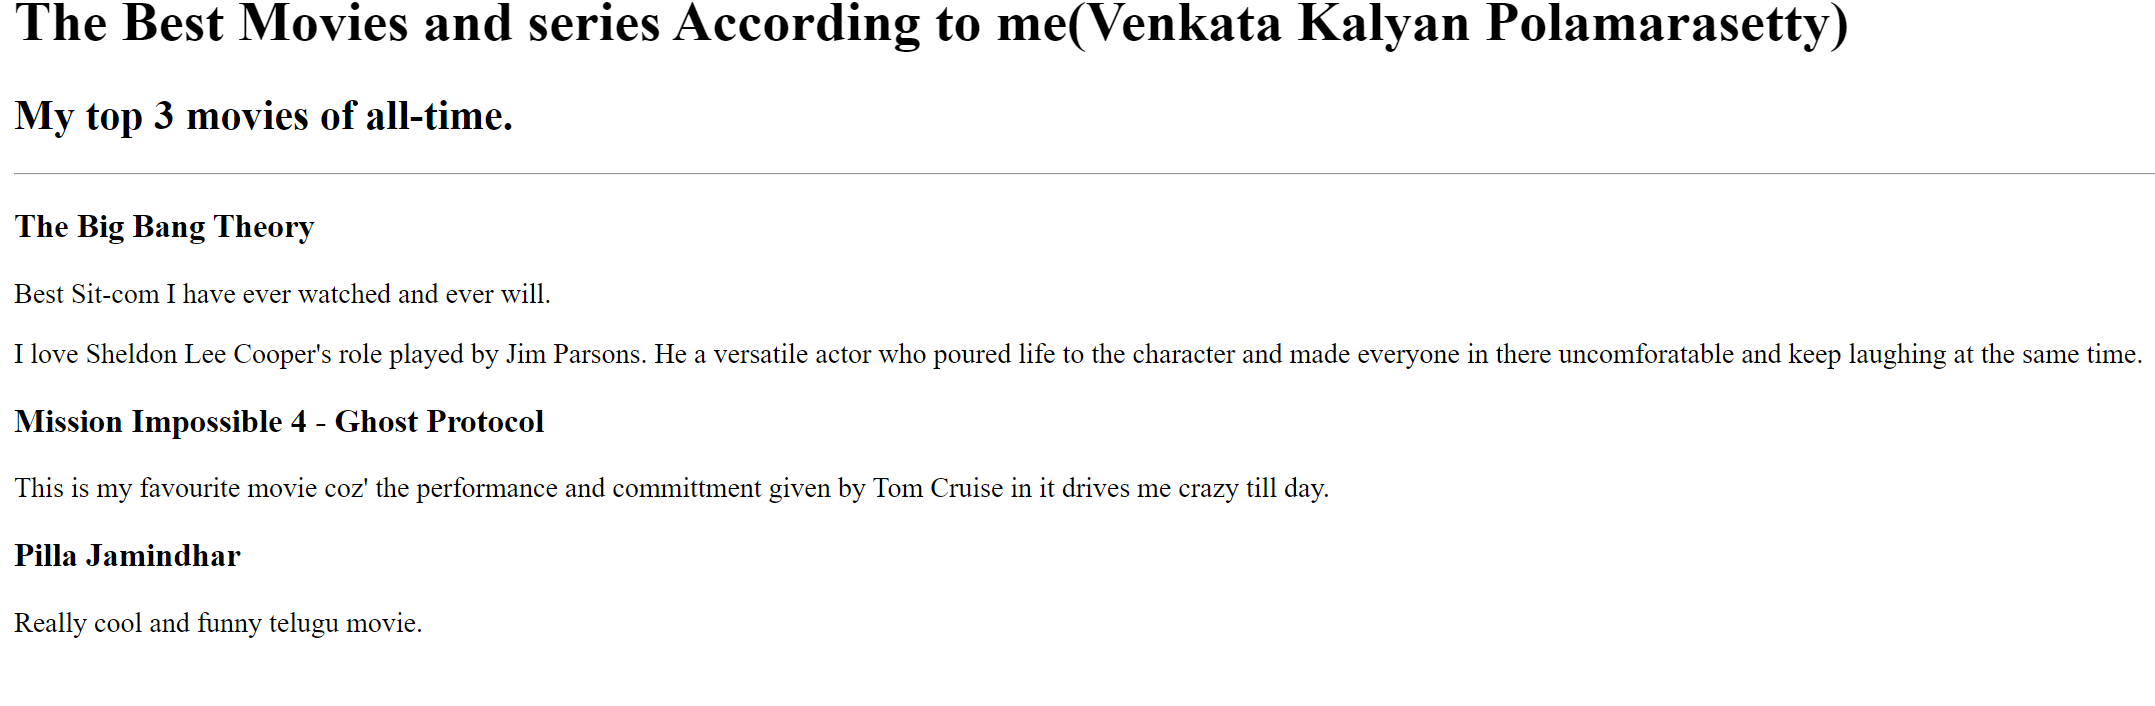 The Best Movies and series According to me(Venkata Kalyan Polamarasetty)
My top 3 movies of all-time.
The Big Bang Theory
Best Sit-com I have ever watched and ever will.
I love Sheldon Lee Cooper's role played by Jim Parsons. He a versatile actor who poured life to the character and made everyone in there uncomforatable and keep laughing at the same time.
Mission Impossible 4 - Ghost Protocol
This is my favourite movie coz' the performance and committment given by Tom Cruise in it drives me crazy till day.
Pilla Jamindhar
Really cool and funny telugu movie.